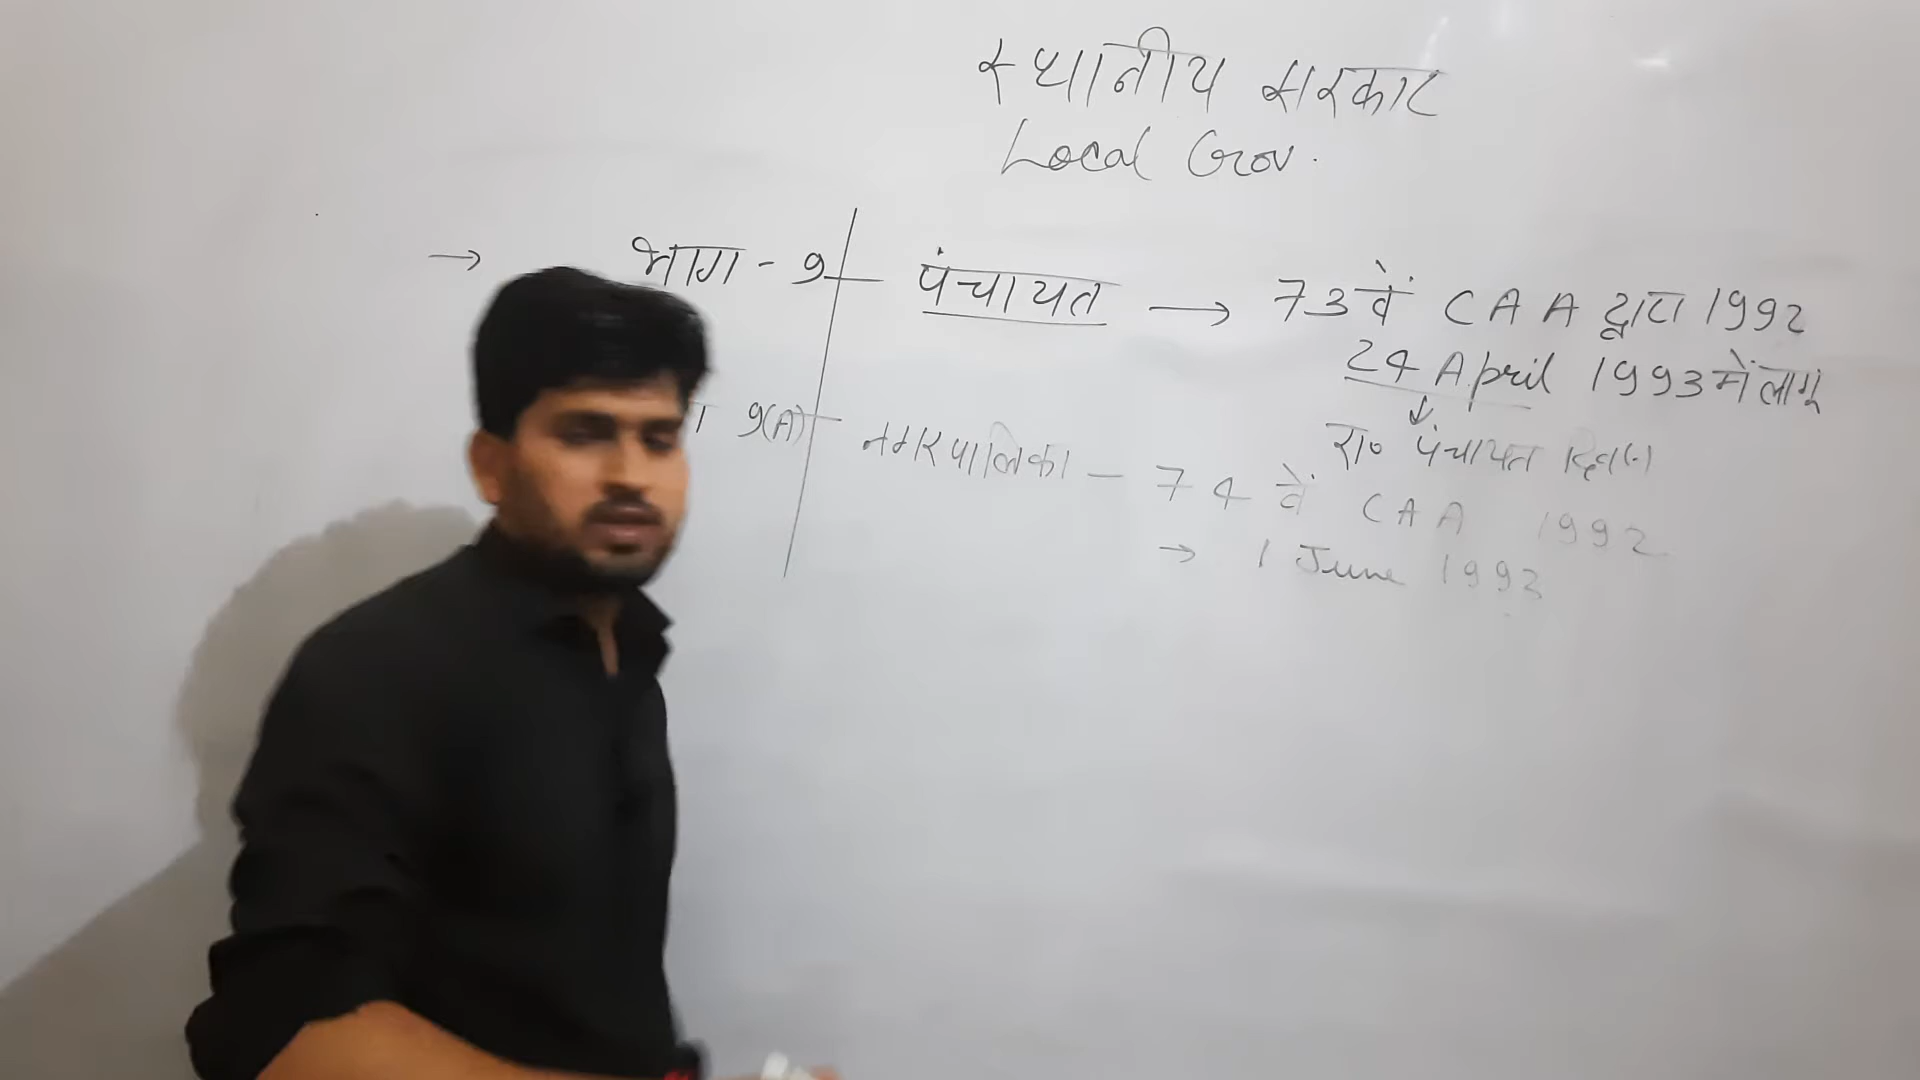 स्थानीय सरकार
Local Gov.
→ भाग - 9 पंचायत → 73 वें CAA द्वारा 1992
24 April 1993 में लागू
↓
रा० पंचायत दिवस
9(A) नगरपालिका - 74 वें CAA 1992
→ 1 June 1993